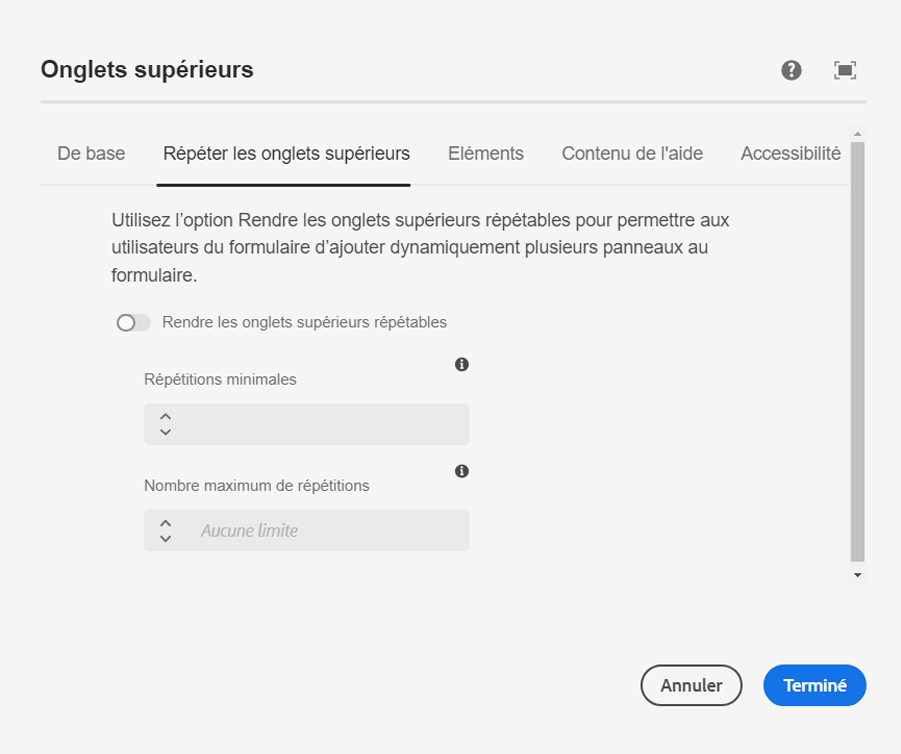 Onglets supérieurs
De base Répéter les onglets supérieurs Eléments Contenu de l'aide Accessibilité
Utilisez l’option Rendre les onglets supérieurs répétables pour permettre aux
utilisateurs du formulaire d’ajouter dynamiquement plusieurs panneaux au
formulaire.
Rendre les onglets supérieurs répétables
Répétitions minimales
Nombre maximum de répétitions
Aucune limite
Annuler Terminé